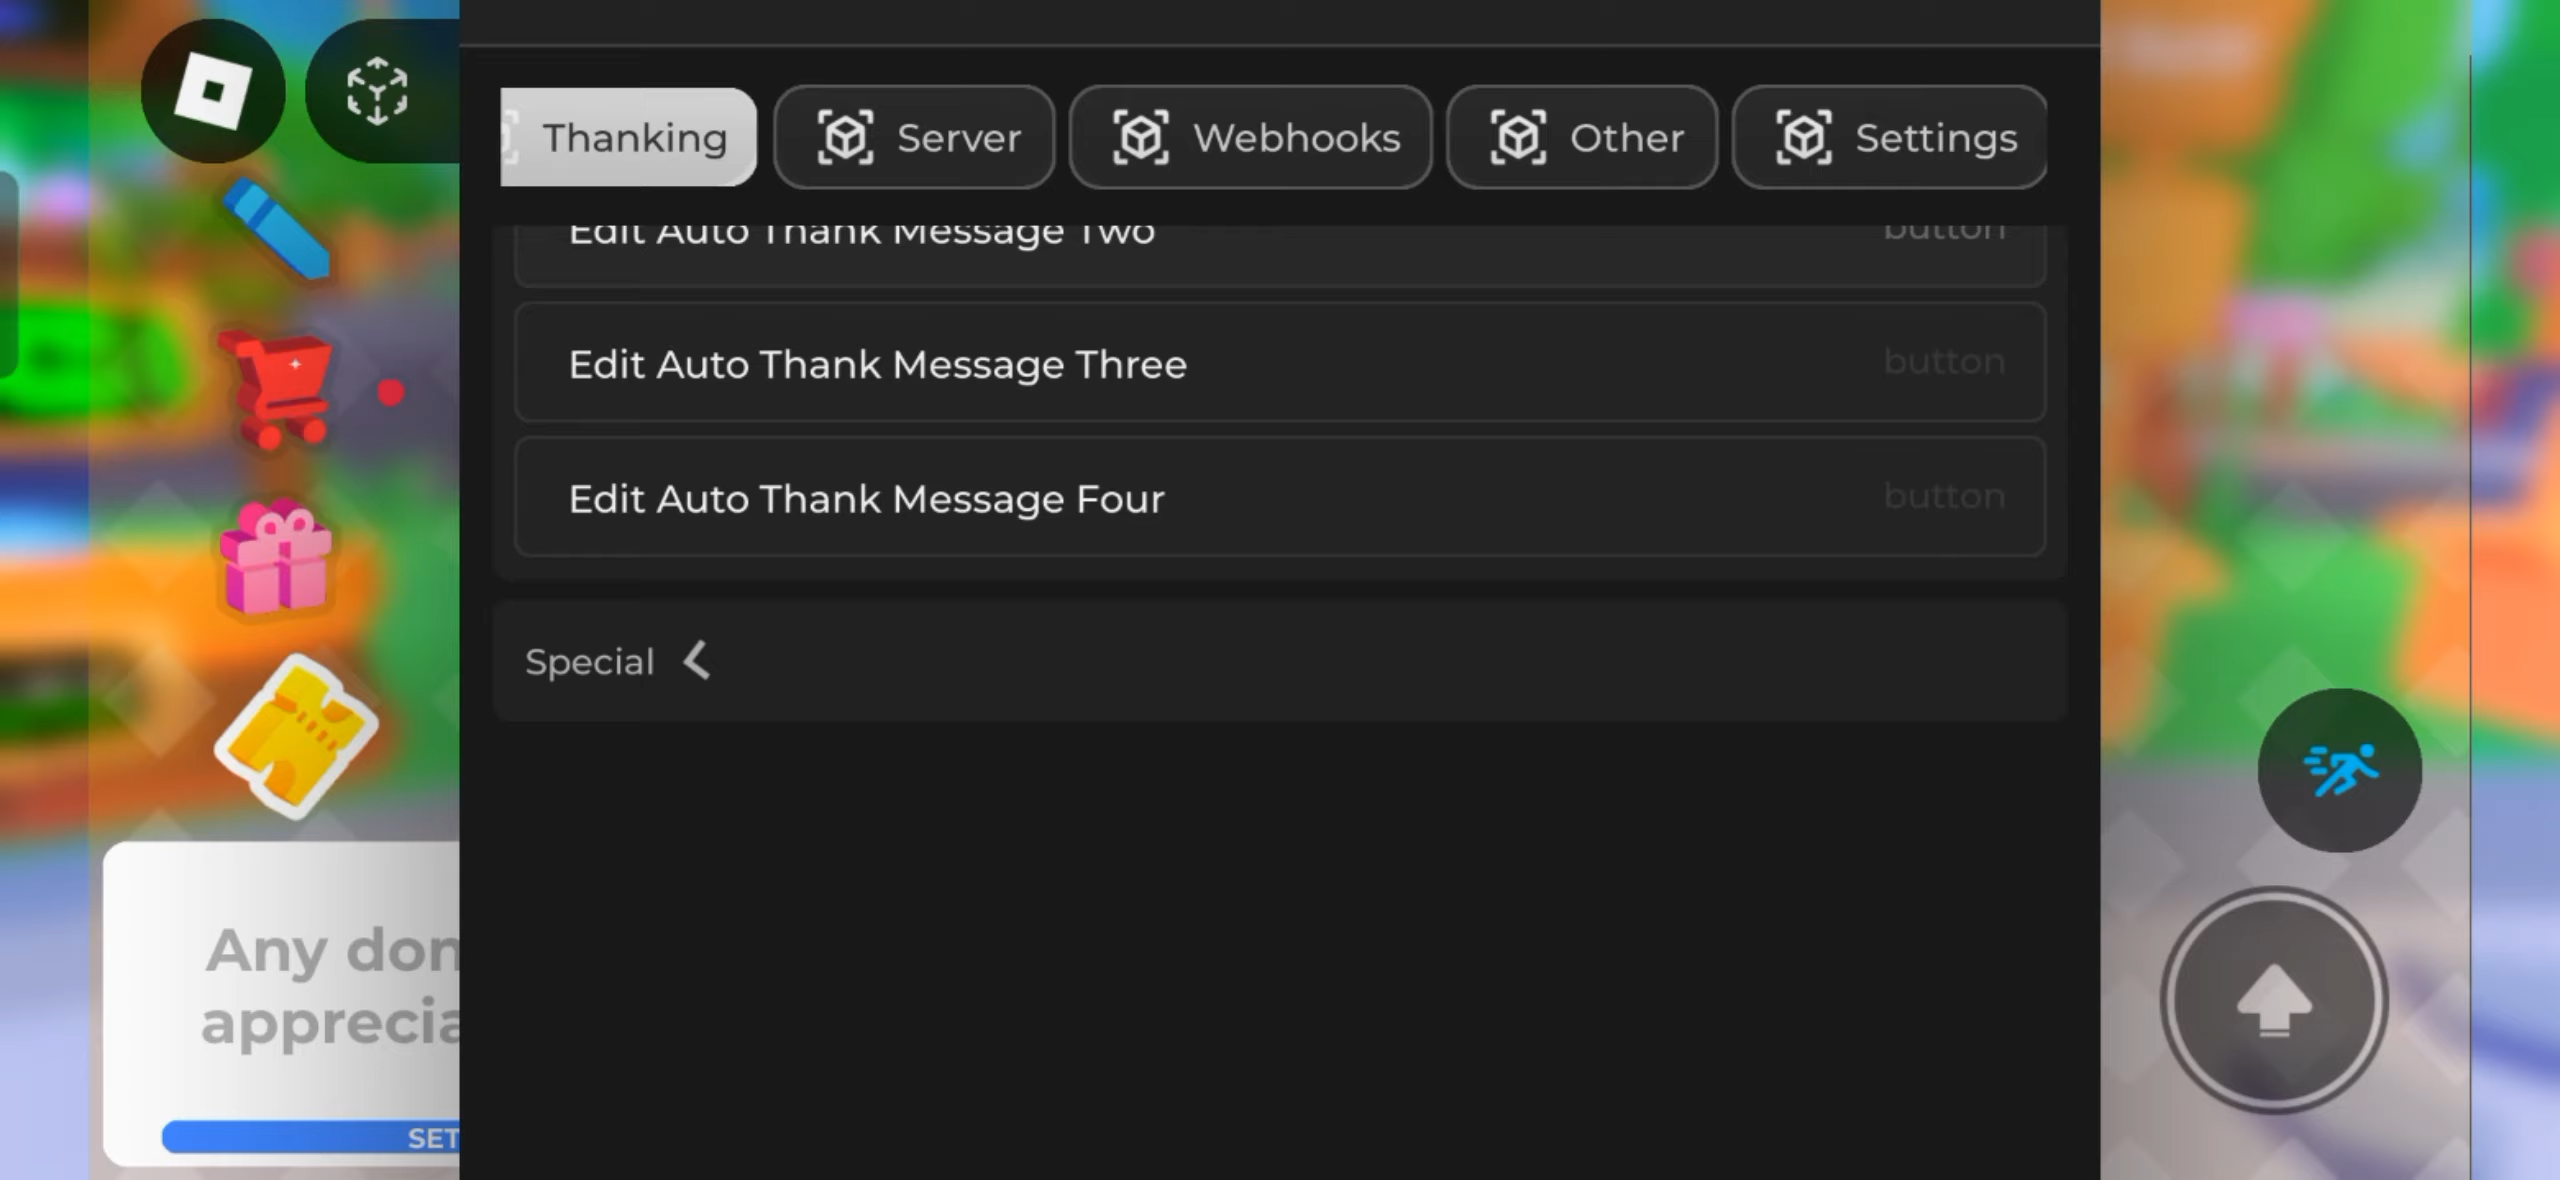 Thanking
Server
Webhooks
Other
Settings
Edit Auto Thank Message Two
button
Edit Auto Thank Message Three
button
Edit Auto Thank Message Four
button
Special
Any don
apprecia
SET